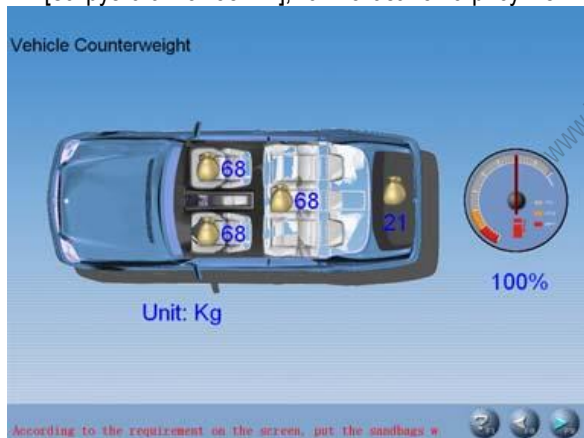 Vehicle Counterweight
68
68
68
21
100%
Unit: Kg
According to the requirement on the screen, put the sandbags w